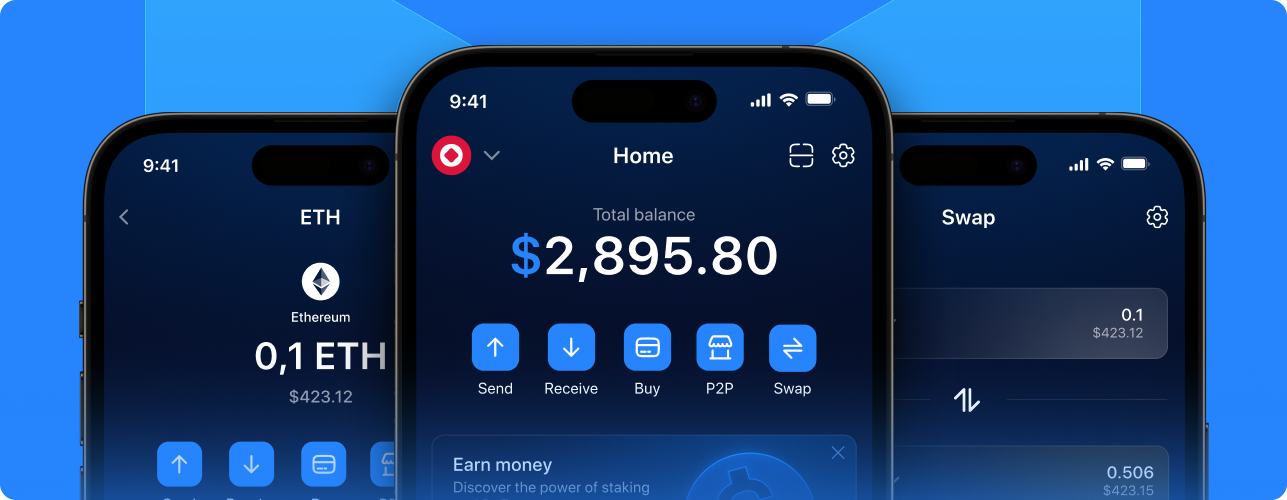 9:41
ETH
Ethereum
0,1 ETH
$423.12
9:41
Home
Total balance
$2,895.80
Send
Receive
Buy
P2P
Swap
Earn money
Discover the power of staking
Swap
0.1
$423.12
0.506
$423.15